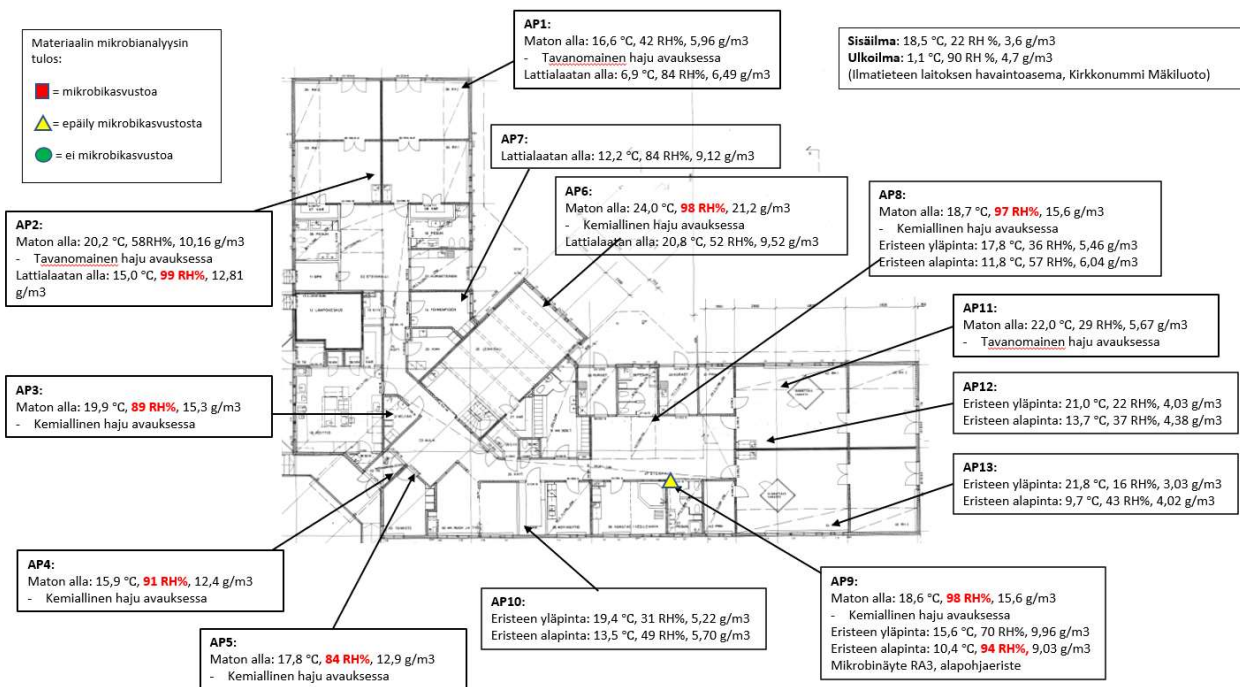 Materiaalin mikrobianalyysin
tulos:
= mikrobikasvustoa
= epäily mikrobikasvustosta
= ei mikrobikasvustoa
AP1:
Maton alla: 16,6 °C, 42 RH%, 5,96 g/m3
- Tavanomainen haju avauksessa
Lattialaatan alla: 6,9 °C, 84 RH%, 6,49 g/m3
Sisäilma: 18,5 °C, 22 RH %, 3,6 g/m3
Ulkoilma: 1,1 °C, 90 RH %, 4,7 g/m3
(Ilmatieteen laitoksen havaintoasema, Kirkkonummi Mäkiluoto)
AP7:
Lattialaatan alla: 12,2 °C, 84 RH%, 9,12 g/m3
AP6:
Maton alla: 24,0 °C, 98 RH%, 21,2 g/m3
- Kemiallinen haju avauksessa
Lattialaatan alla: 20,8 °C, 52 RH%, 9,52 g/m3
AP8:
Maton alla: 18,7 °C, 97 RH%, 15,6 g/m3
- Kemiallinen haju avauksessa
Eristeen yläpinta: 17,8 °C, 36 RH%, 5,46 g/m3
Eristeen alapinta: 11,8 °C, 57 RH%, 6,04 g/m3
AP2:
Maton alla: 20,2 °C, 58RH%, 10,16 g/m3
- Tavanomainen haju avauksessa
Lattialaatan alla: 15,0 °C, 99 RH%, 12,81
g/m3
AP11:
Maton alla: 22,0 °C, 29 RH%, 5,67 g/m3
- Tavanomainen haju avauksessa
AP3:
Maton alla: 19,9 °C, 89 RH%, 15,3 g/m3
- Kemiallinen haju avauksessa
AP12:
Eristeen yläpinta: 21,0 °C, 22 RH%, 4,03 g/m3
Eristeen alapinta: 13,7 °C, 37 RH%, 4,38 g/m3
AP13:
Eristeen yläpinta: 21,8 °C, 16 RH%, 3,03 g/m3
Eristeen alapinta: 9,7 °C, 43 RH%, 4,02 g/m3
AP4:
Maton alla: 15,9 °C, 91 RH%, 12,4 g/m3
- Kemiallinen haju avauksessa
AP5:
Maton alla: 17,8 °C, 84 RH%, 12,9 g/m3
- Kemiallinen haju avauksessa
AP10:
Eristeen yläpinta: 19,4 °C, 31 RH%, 5,22 g/m3
Eristeen alapinta: 13,5 °C, 49 RH%, 5,70 g/m3
AP9:
Maton alla: 18,6 °C, 98 RH%, 15,6 g/m3
- Kemiallinen haju avauksessa
Eristeen yläpinta: 15,6 °C, 70 RH%, 9,96 g/m3
Eristeen alapinta: 10,4 °C, 94 RH%, 9,03 g/m3
Mikrobinäyte RA3, alapohjaeriste